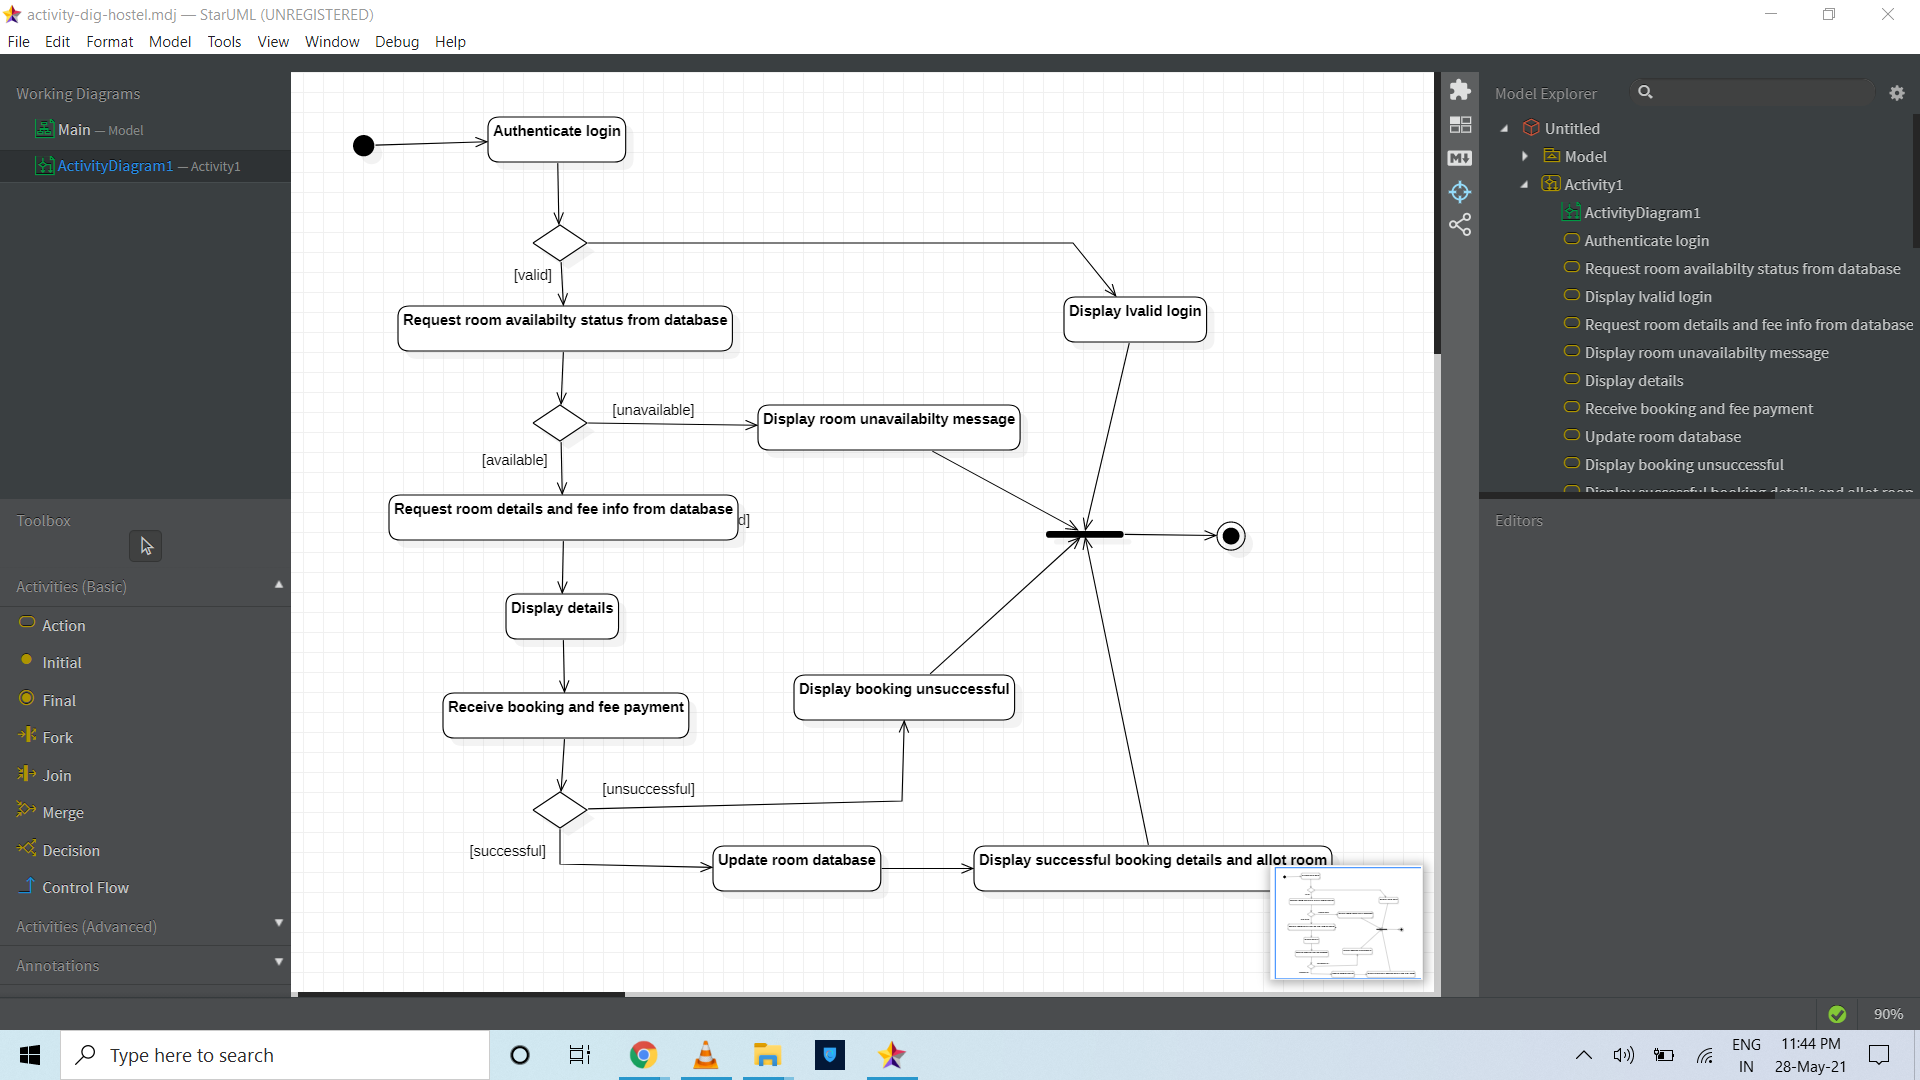 activity-dig-hostel.mdj — StarUML (UNREGISTERED)
File Edit Format Model Tools View Window Debug Help
Working Diagrams
Main — Model
ActivityDiagram1 — Activity1
Toolbox
Activities (Basic)
Action
Initial
Final
Fork
Join
Merge
Decision
Control Flow
Activities (Advanced)
Annotations
Authenticate login
[valid]
Request room availabilty status from database
Display Ivalid login
[unavailable]
Display room unavailabilty message
[available]
Request room details and fee info from database
d]
Display details
Receive booking and fee payment
Display booking unsuccessful
[unsuccessful]
[successful]
Update room database
Display successful booking details and allot room
M
Model Explorer
Untitled
Model
Activity1
ActivityDiagram1
Authenticate login
Request room availabilty status from database
Display Ivalid login
Request room details and fee info from database
Display room unavailabilty message
Display details
Receive booking and fee payment
Update room database
Display booking unsuccessful
Display successful booking details and allot room
Editors
90%
Type here to search
ENG
IN
11:44 PM
28-May-21